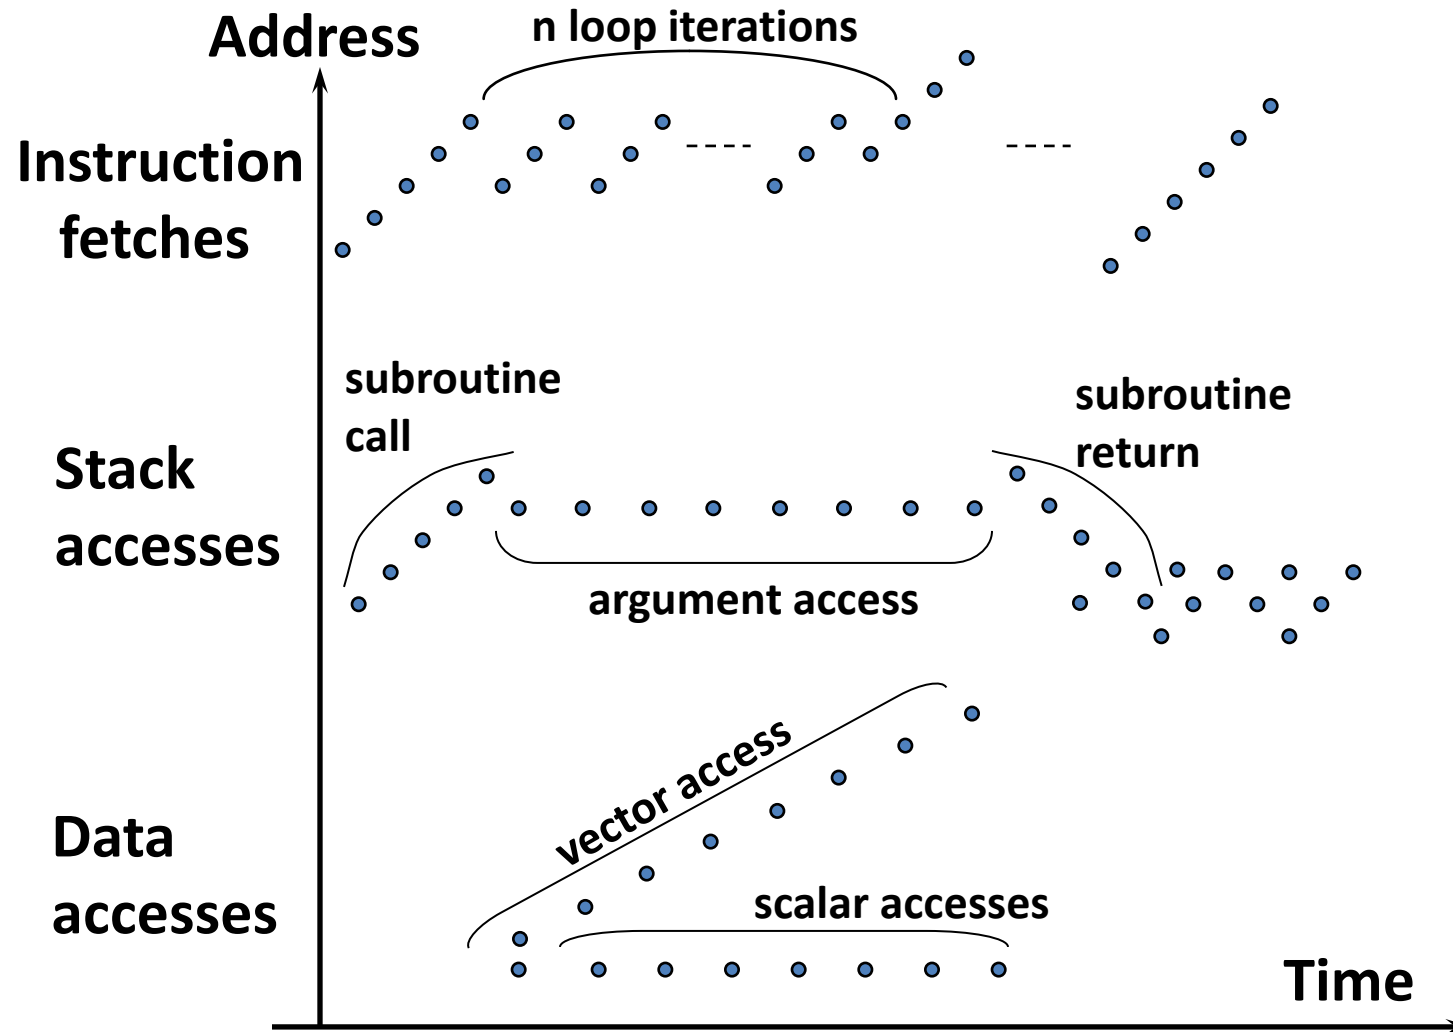 Address
n loop iterations
Instruction
fetches
subroutine
call
subroutine
return
Stack
accesses
argument access
vector access
Data
accesses
scalar accesses
Time